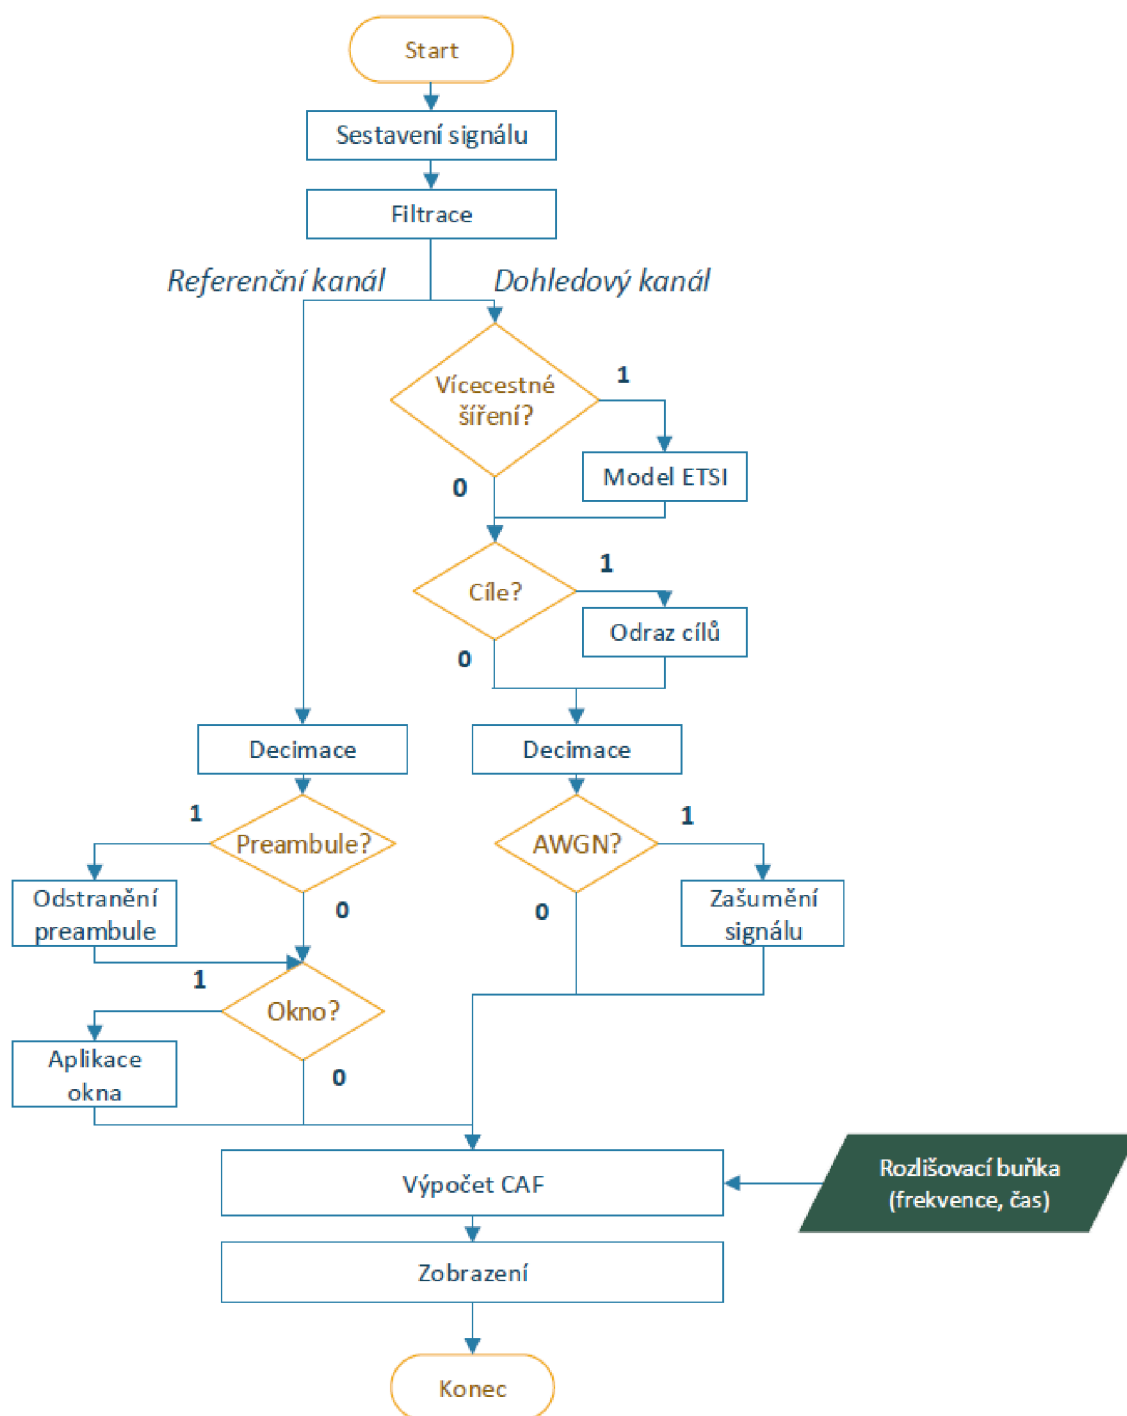 Start
Sestavení signálu
Filtrace
Referenční kanál
Dohledový kanál
Vícecestné
šíření?
1
0
Model ETSI
Cíle?
1
0
Odraz cílů
Decimace
Decimace
1
Preambule?
0
AWGN?
1
0
Odstranění
preambule
Zašumění
signálu
1
Okno?
0
Aplikace
okna
Výpočet CAF
Rozlišovací buňka
(frekvence, čas)
Zobrazení
Konec